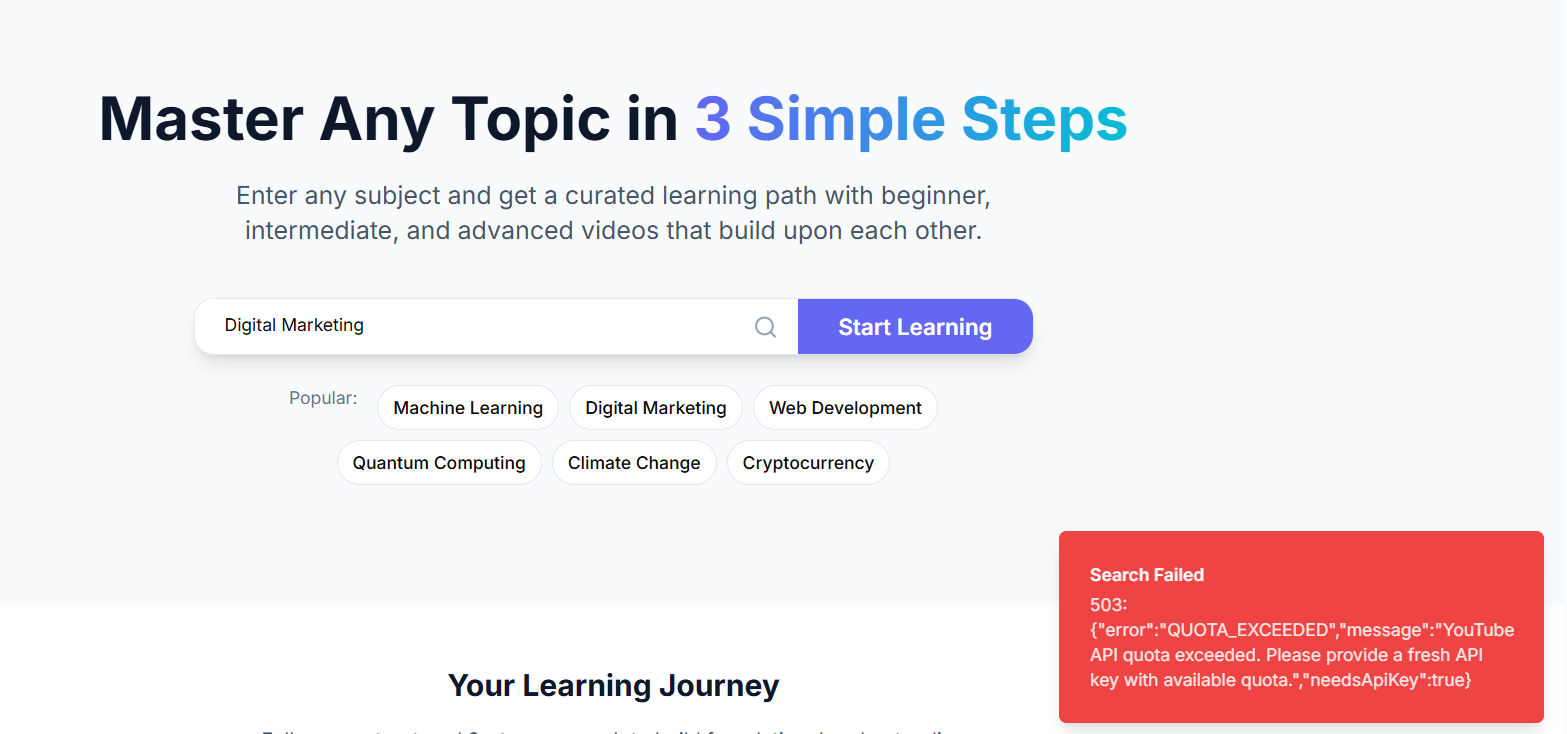 Master Any Topic in 3 Simple Steps
Enter any subject and get a curated learning path with beginner,
intermediate, and advanced videos that build upon each other.
Digital Marketing
Start Learning
Popular:
Machine Learning
Digital Marketing
Web Development
Quantum Computing
Climate Change
Cryptocurrency
Search Failed
503:
{"error":"QUOTA_EXCEEDED","message":"YouTube
API quota exceeded. Please provide a fresh API
key with available quota.","needsApiKey":true}
Your Learning Journey